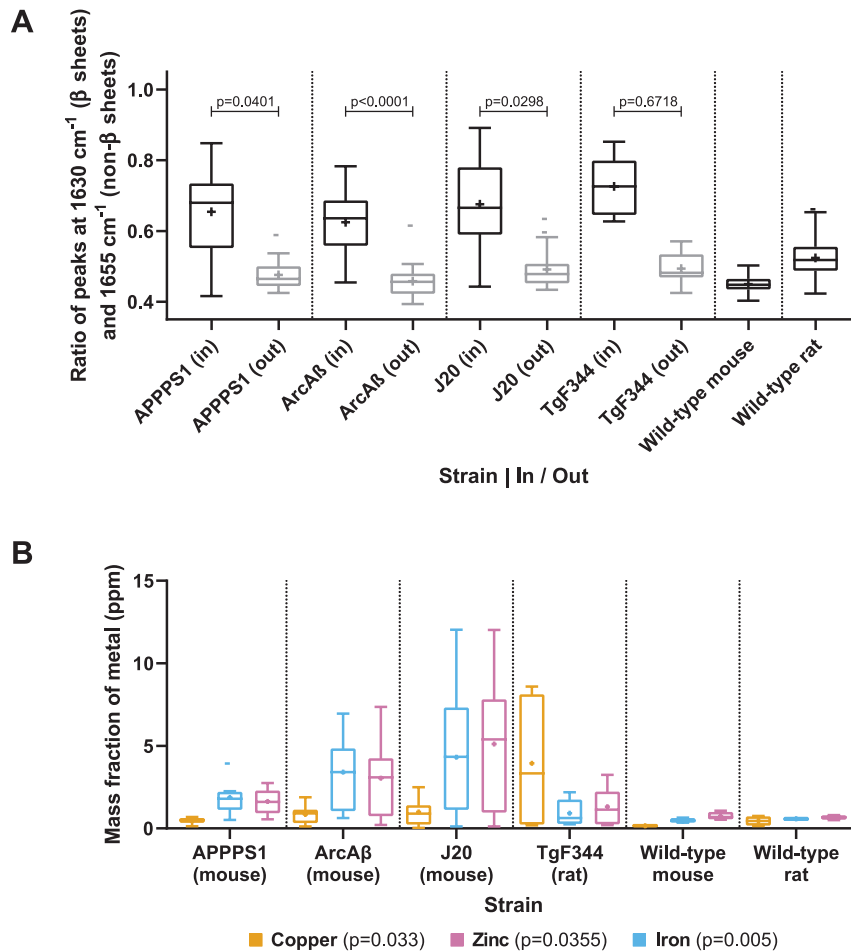 A
Ratio of peaks at 1630 cm⁻¹ (β sheets)
and 1655 cm⁻¹ (non-β sheets)
1.0
0.8
0.6
0.4
p=0.0401
p<0.0001
p=0.0298
p=0.6718
APPPS1 (in)
APPPS1 (out)
ArcAß (in)
ArcAß (out)
J20 (in)
J20 (out)
TgF344 (in)
TgF344 (out)
Wild-type mouse
Wild-type rat
Strain | In / Out
B
Mass fraction of metal (ppm)
15
10
5
0
APPPS1
(mouse)
ArcAβ
(mouse)
J20
(mouse)
TgF344
(rat)
Wild-type
mouse
Wild-type
rat
Strain
Copper (p=0.033)
Zinc (p=0.0355)
Iron (p=0.005)